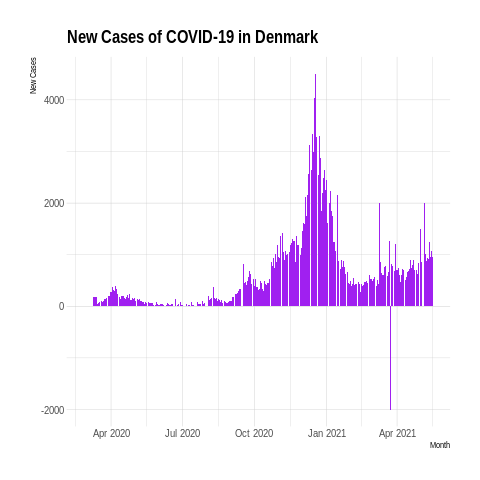 New Cases of COVID-19 in Denmark
New Cases
4000
2000
0
-2000
Apr 2020
Jul 2020
Oct 2020
Jan 2021
Apr 2021
Month